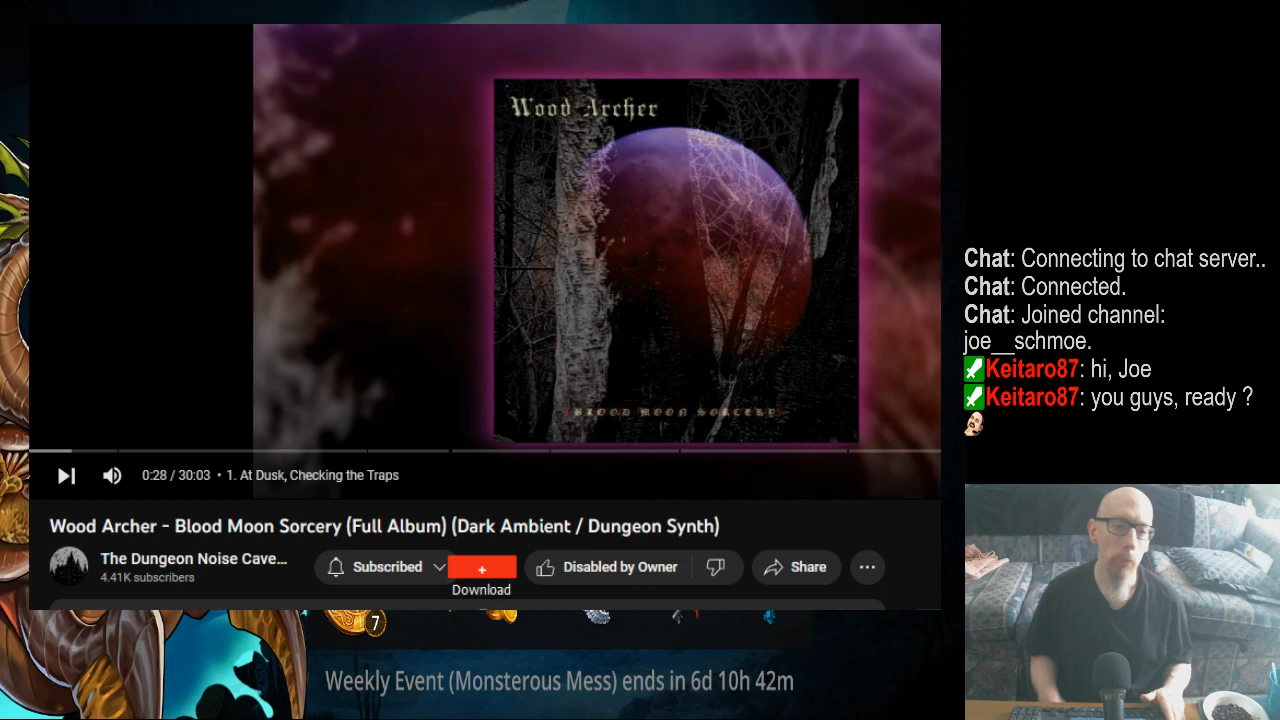 Wood Archer
BLOOD MOON SORCERY
0:28 / 30:03 • 1. At Dusk, Checking the Traps
Wood Archer - Blood Moon Sorcery (Full Album) (Dark Ambient / Dungeon Synth)
The Dungeon Noise Cave...
4.41K subscribers
Subscribed
+
Download
Disabled by Owner
Share
7
Weekly Event (Monsterous Mess) ends in 6d 10h 42m
Chat: Connecting to chat server..
Chat: Connected.
Chat: Joined channel:
joe__schmoe.
Keitaro87: hi, Joe
Keitaro87: you guys, ready ?